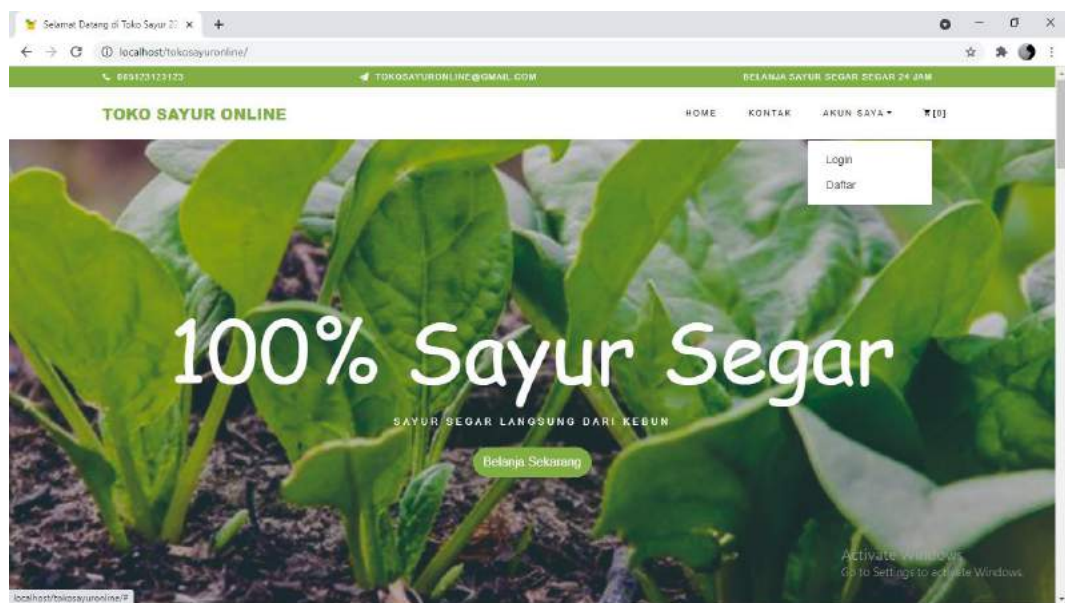 Selamat Datang di Toko Sayur
localhost/tokosayuronline/
TOKOSAYURONLINE@GMAIL.COM
BELANJA SAYUR SEGAR SEGAR 24 JAM
TOKO SAYUR ONLINE
HOME KONTAK AKUN SAYA [0]
Login
Daftar
100% Sayur Segar
SAYUR SEGAR LANGSUNG DARI KEBUN
Belanja Sekarang
Activate Windows
Go to Settings to activate Windows.
localhost/tokosayuronline/#